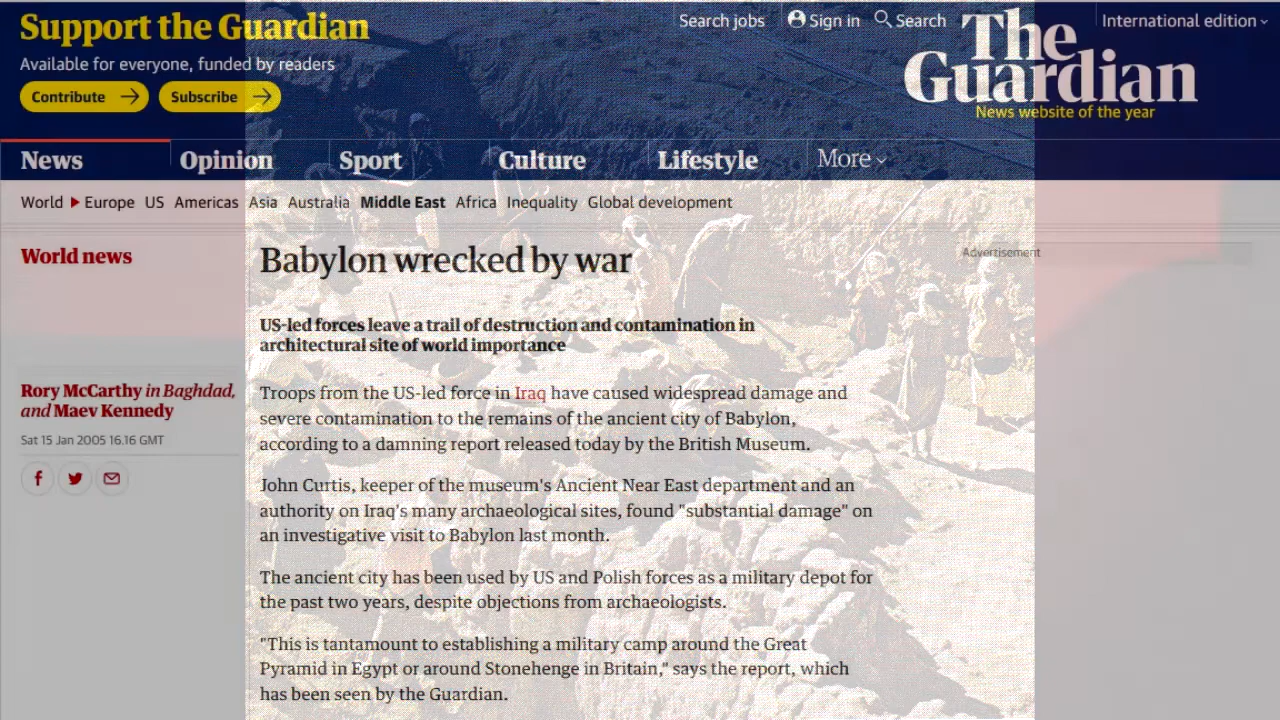 Support the Guardian
Available for everyone, funded by readers
Contribute → Subscribe →
Search jobs Sign in Search International edition
The
Guardian
News website of the year
News Opinion Sport Culture Lifestyle More
World Europe US Americas Asia Australia Middle East Africa Inequality Global development
World news
Babylon wrecked by war
Advertisement
US-led forces leave a trail of destruction and contamination in
architectural site of world importance
Rory McCarthy in Baghdad,
and Maev Kennedy
Sat 15 Jan 2005 16.16 GMT
Troops from the US-led force in Iraq have caused widespread damage and
severe contamination to the remains of the ancient city of Babylon,
according to a damning report released today by the British Museum.
John Curtis, keeper of the museum's Ancient Near East department and an
authority on Iraq's many archaeological sites, found "substantial damage" on
an investigative visit to Babylon last month.
The ancient city has been used by US and Polish forces as a military depot for
the past two years, despite objections from archaeologists.
"This is tantamount to establishing a military camp around the Great
Pyramid in Egypt or around Stonehenge in Britain," says the report, which
has been seen by the Guardian.